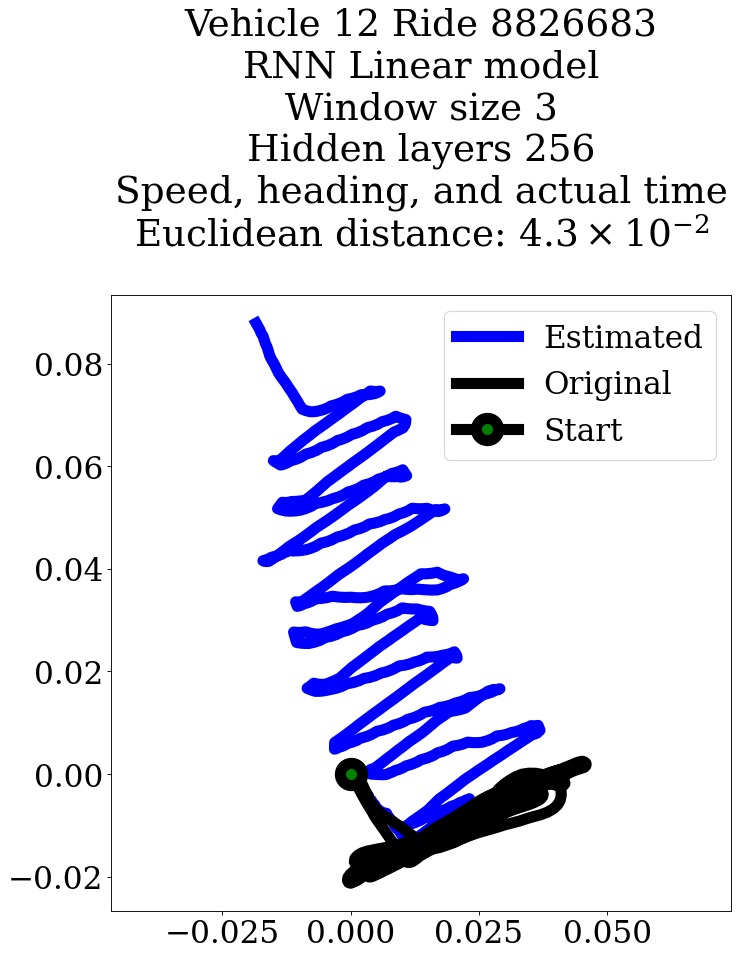 Vehicle 12 Ride 8826683
RNN Linear model
Window size 3
Hidden layers 256
Speed, heading, and actual time
Euclidean distance: 4.3 × 10⁻²
Estimated
Original
Start
0.08
0.06
0.04
0.02
0.00
−0.02
−0.025 0.000 0.025 0.050